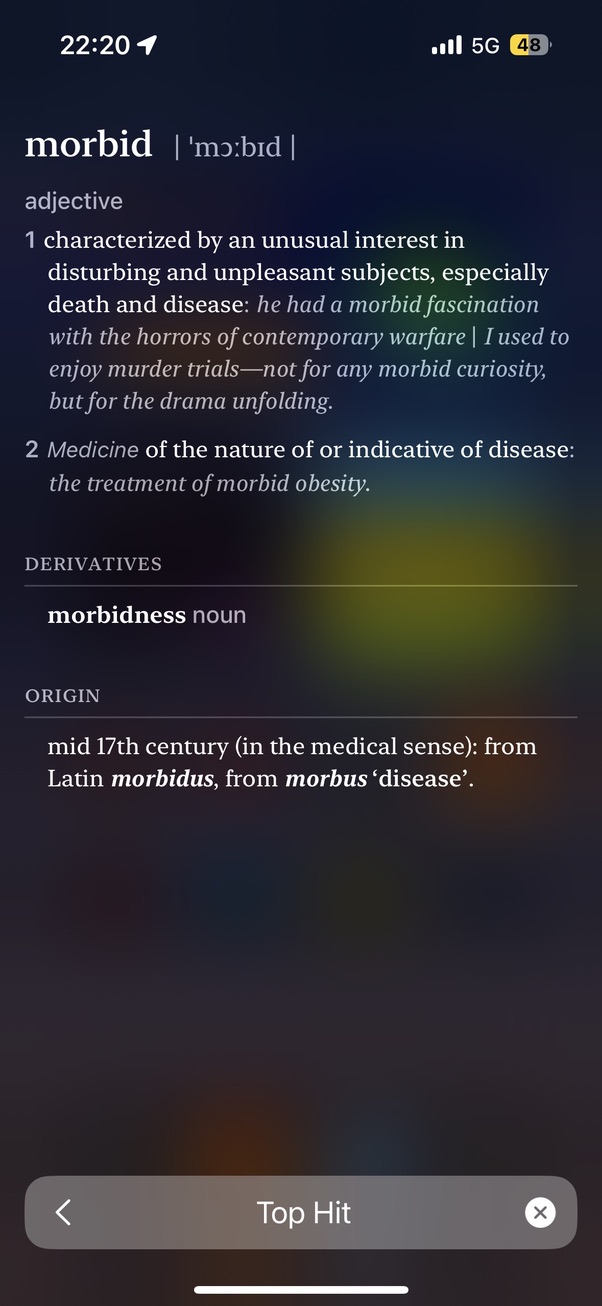 22:20 5G 48
morbid | ˈmɔːbɪd |
adjective
1 characterized by an unusual interest in
disturbing and unpleasant subjects, especially
death and disease: he had a morbid fascination
with the horrors of contemporary warfare | I used to
enjoy murder trials—not for any morbid curiosity,
but for the drama unfolding.
2 Medicine of the nature of or indicative of disease:
the treatment of morbid obesity.
DERIVATIVES
morbidness noun
ORIGIN
mid 17th century (in the medical sense): from
Latin morbidus, from morbus ‘disease’.
Top Hit